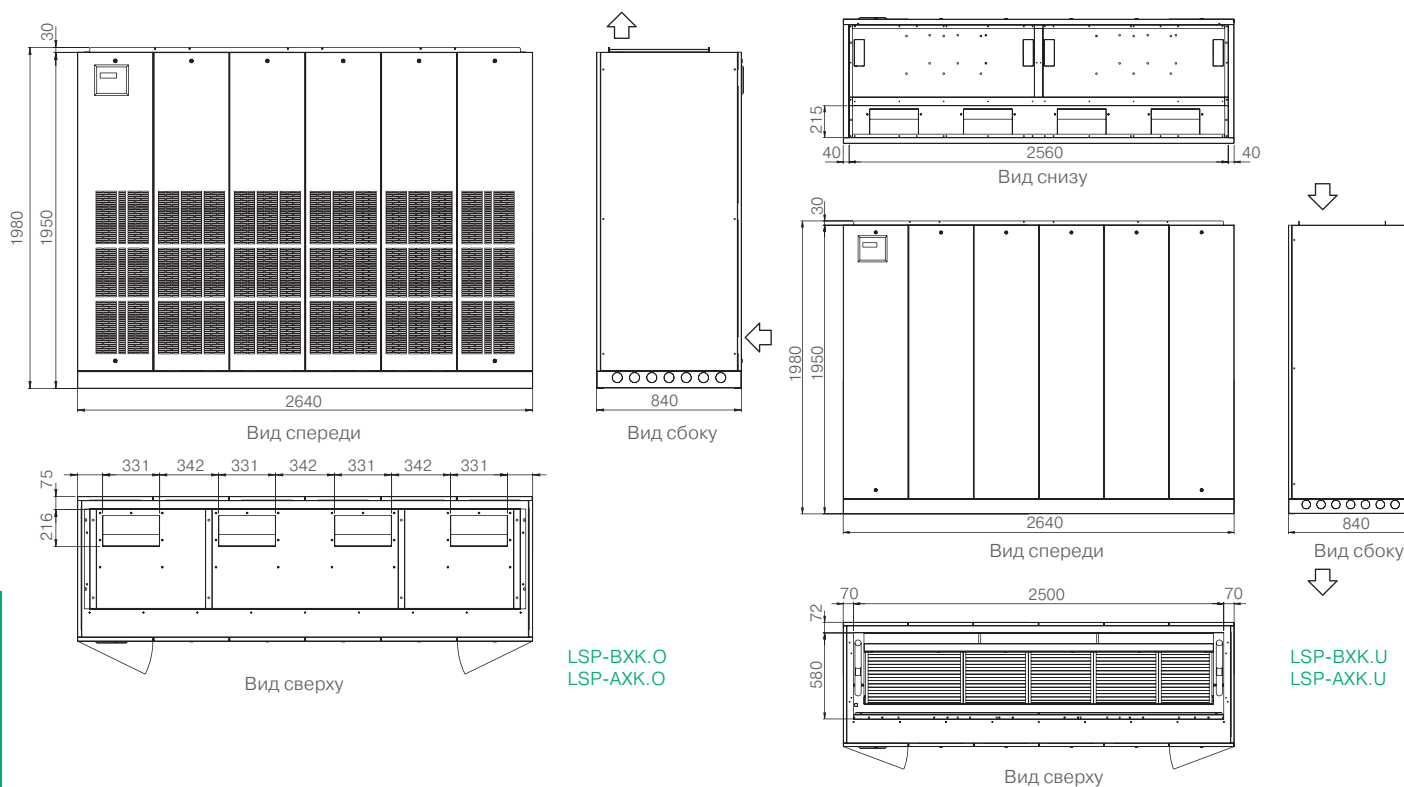 30
1980
1950
2640
Вид спереди
840
Вид сбоку
75
331 342 331 342 331 342 331
216
Вид сверху
LSP-BXK.O
LSP-AXK.O
215
40 2560 40
Вид снизу
30
1980
1950
2640
Вид спереди
840
Вид сбоку
70 2500 70
72
580
Вид сверху
LSP-BXK.U
LSP-AXK.U